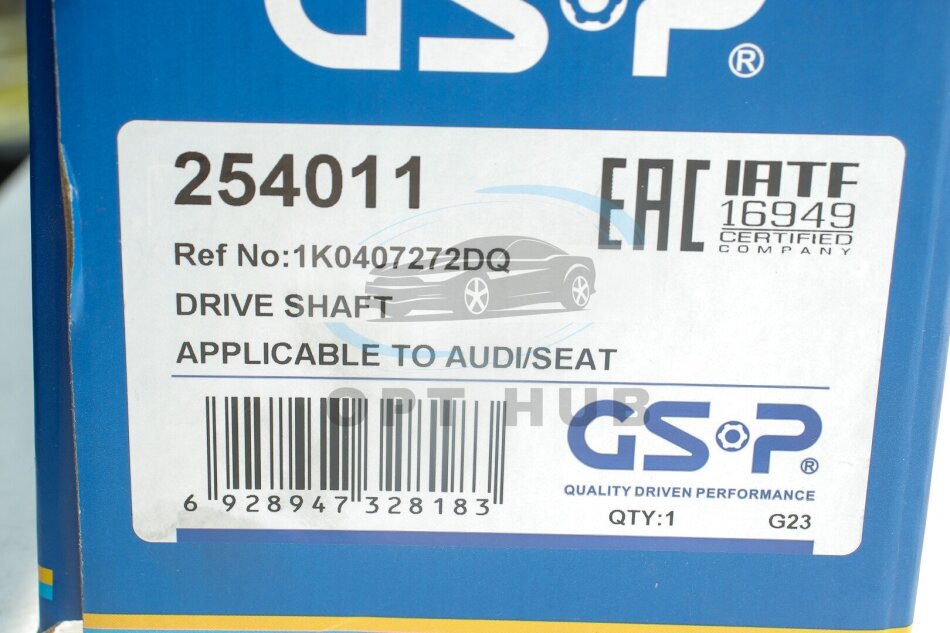 GSP®
254011
EAC
IATF
16949
CERTIFIED
COMPANY
Ref No:1K0407272DQ
DRIVE SHAFT
APPLICABLE TO AUDI/SEAT
OPT HUB
GSP®
6 928947 328183
QUALITY DRIVEN PERFORMANCE
QTY:1
G23